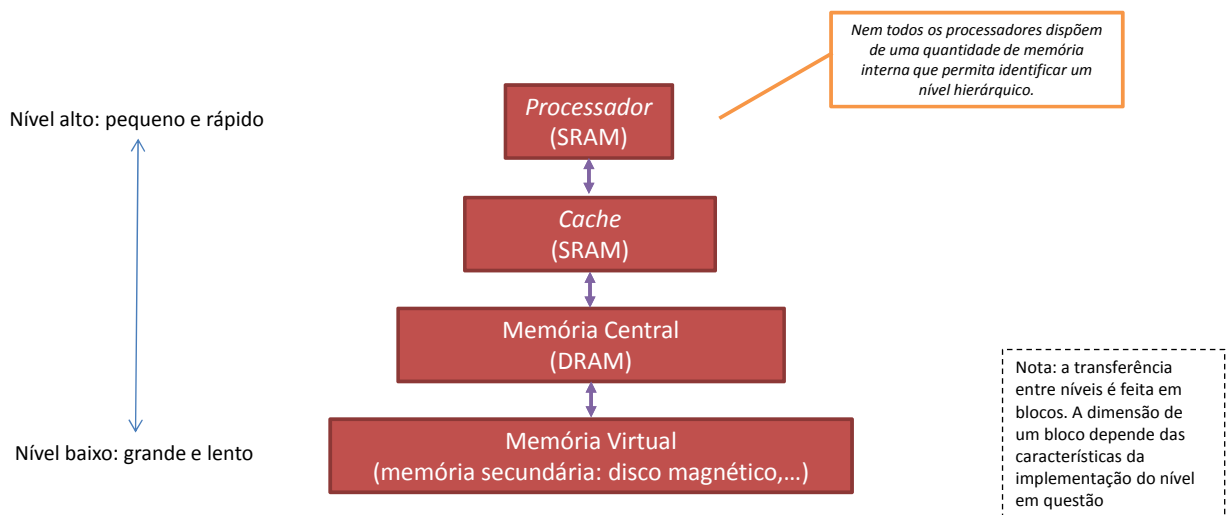 Nem todos os processadores dispõem
de uma quantidade de memória
interna que permita identificar um
nível hierárquico.
Nível alto: pequeno e rápido
Processador
(SRAM)
Cache
(SRAM)
Memória Central
(DRAM)
Nível baixo: grande e lento
Memória Virtual
(memória secundária: disco magnético,...)
Nota: a transferência
entre níveis é feita em
blocos. A dimensão de
um bloco depende das
características da
implementação do nível
em questão